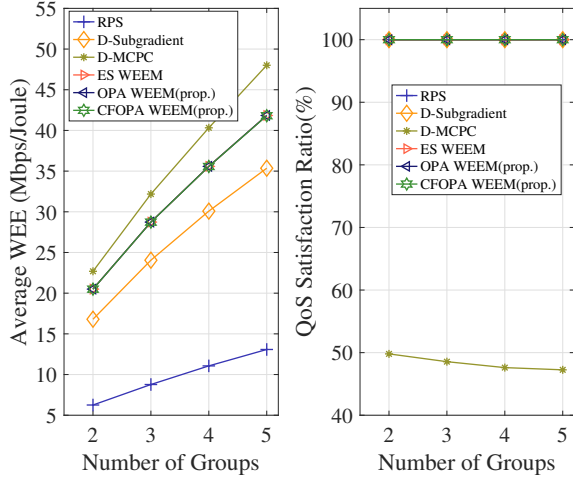 55
50
45
40
35
30
25
20
15
10
5
2
3
4
5
Average WEE (Mbps/Joule)
Number of Groups
RPS
D-Subgradient
D-MCPC
ES WEEM
OPA WEEM(prop.)
CFOPA WEEM(prop.)
100
90
80
70
60
50
40
2
3
4
5
QoS Satisfaction Ratio(%)
Number of Groups
RPS
D-Subgradient
D-MCPC
ES WEEM
OPA WEEM(prop.)
CFOPA WEEM(prop.)